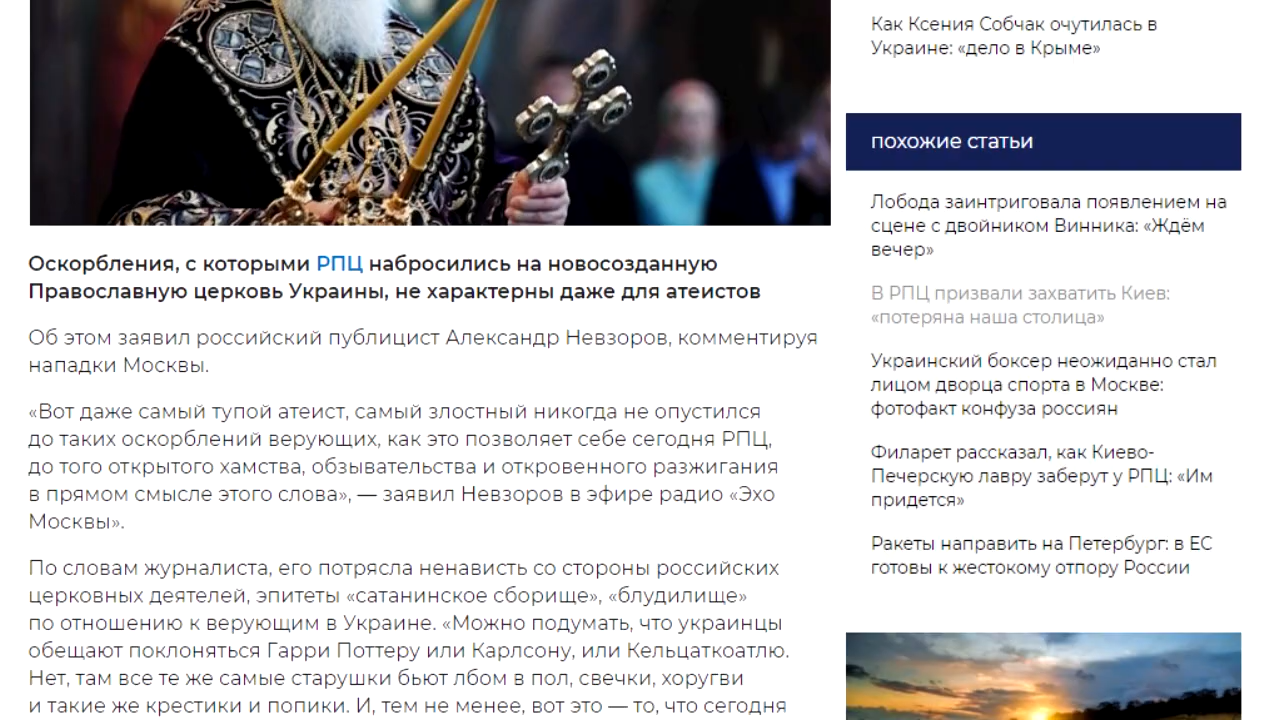 Как Ксения Собчак очутилась в
Украине: «дело в Крыме»
похожие статьи
Лобода заинтриговала появлением на
сцене с двойником Винника: «Ждём
вечер»
В РПЦ призвали захватить Киев:
«потеряна наша столица»
Украинский боксер неожиданно стал
лицом дворца спорта в Москве:
фотофакт конфуза россиян
Филарет рассказал, как Киево-
Печерскую лавру заберут у РПЦ: «Им
придется»
Ракеты направить на Петербург: в ЕС
готовы к жестокому отпору России
Оскорбления, с которыми РПЦ набросились на новосозданную
Православную церковь Украины, не характерны даже для атеистов
Об этом заявил российский публицист Александр Невзоров, комментируя
нападки Москвы.
«Вот даже самый тупой атеист, самый злостный никогда не опустился
до таких оскорблений верующих, как это позволяет себе сегодня РПЦ,
до того открытого хамства, обзывательства и откровенного разжигания
в прямом смысле этого слова», — заявил Невзоров в эфире радио «Эхо
Москвы».
По словам журналиста, его потрясла ненависть со стороны российских
церковных деятелей, эпитеты «сатанинское сборище», «блудилище»
по отношению к верующим в Украине. «Можно подумать, что украинцы
обещают поклоняться Гарри Поттеру или Карлсону, или Кельцаткоатлю.
Нет, там все те же самые старушки бьют лбом в пол, свечки, хоругви
и такие же крестики и попики. И, тем не менее, вот это — то, что сегодня